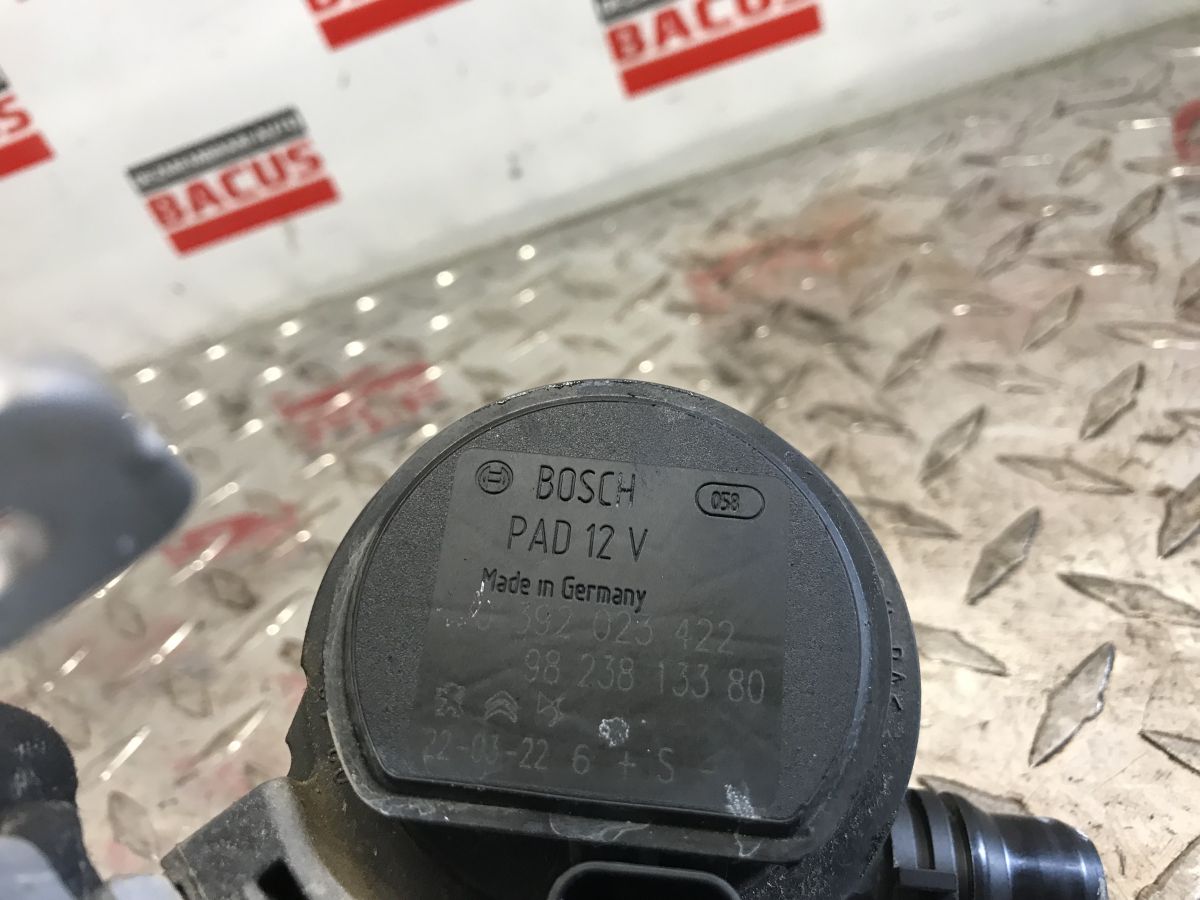 BACUS
BACUS
BOSCH 058
PAD 12 V
Made in Germany
0 392 023 422
98 238 133 80
22-03-22 6 + S -